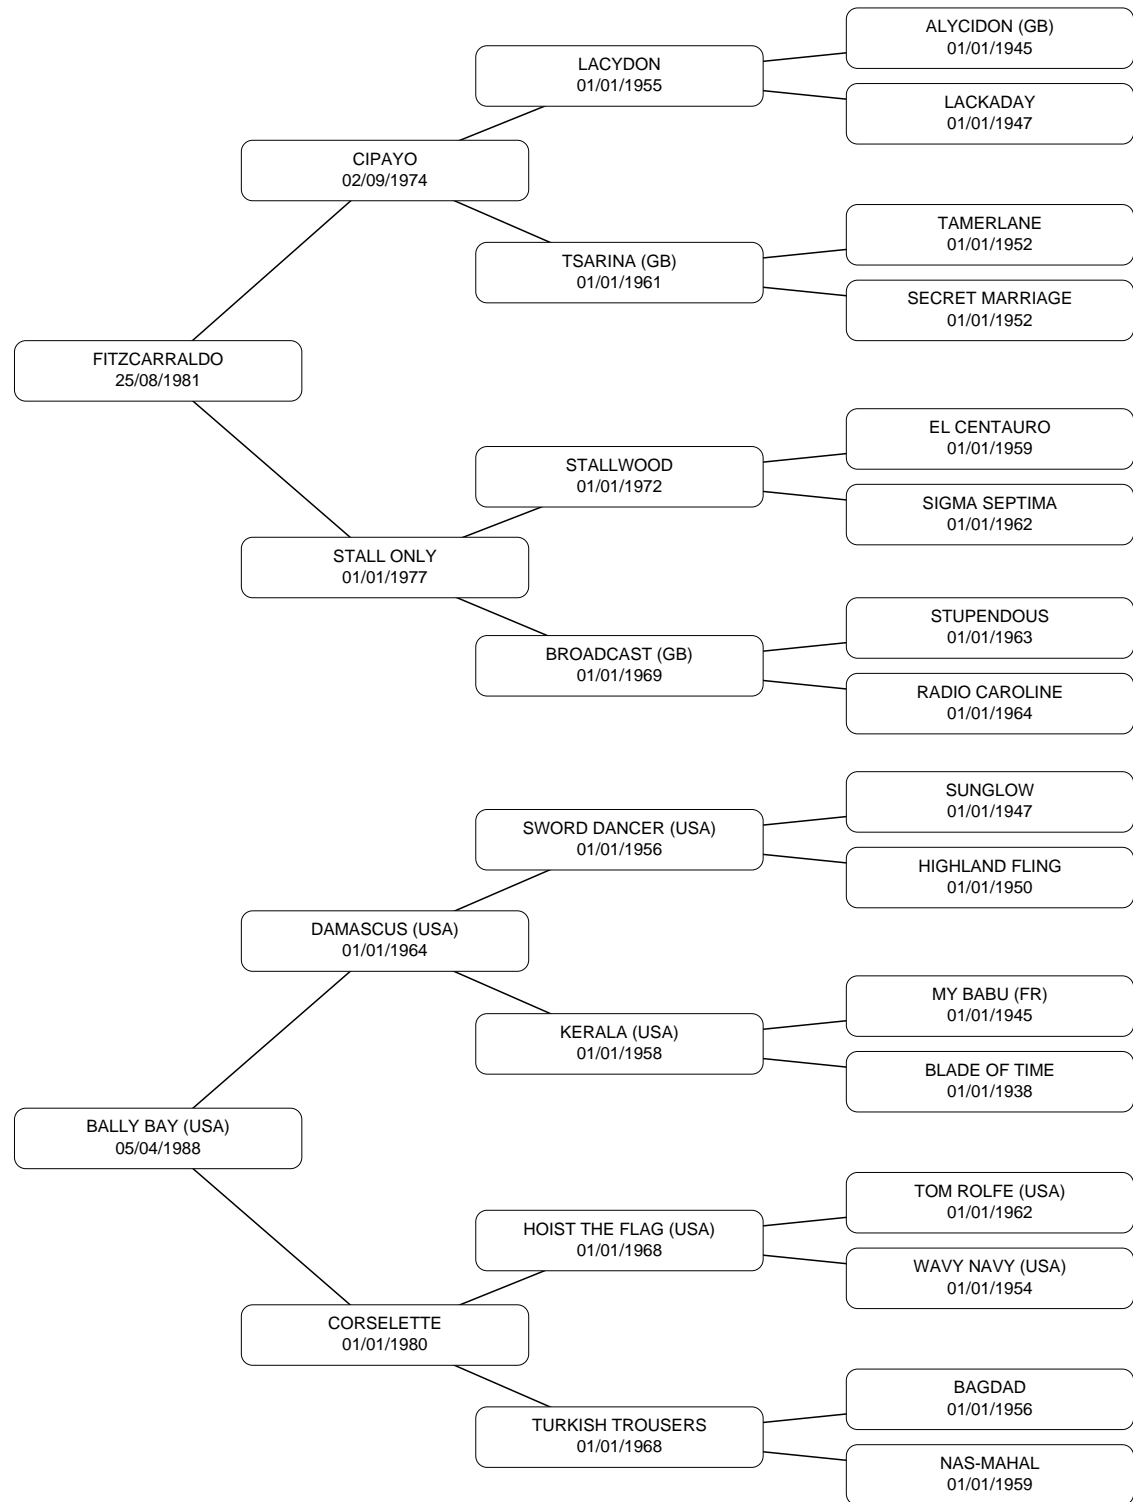 ALYCIDON (GB)
01/01/1945
LACYDON
01/01/1955
LACKADAY
01/01/1947
CIPAYO
02/09/1974
TAMERLANE
01/01/1952
TSARINA (GB)
01/01/1961
SECRET MARRIAGE
01/01/1952
FITZCARRALDO
25/08/1981
EL CENTAURO
01/01/1959
STALLWOOD
01/01/1972
SIGMA SEPTIMA
01/01/1962
STALL ONLY
01/01/1977
STUPENDOUS
01/01/1963
BROADCAST (GB)
01/01/1969
RADIO CAROLINE
01/01/1964
SUNGLOW
01/01/1947
SWORD DANCER (USA)
01/01/1956
HIGHLAND FLING
01/01/1950
DAMASCUS (USA)
01/01/1964
MY BABU (FR)
01/01/1945
KERALA (USA)
01/01/1958
BLADE OF TIME
01/01/1938
BALLY BAY (USA)
05/04/1988
TOM ROLFE (USA)
01/01/1962
HOIST THE FLAG (USA)
01/01/1968
WAVY NAVY (USA)
01/01/1954
CORSELETTE
01/01/1980
BAGDAD
01/01/1956
TURKISH TROUSERS
01/01/1968
NAS-MAHAL
01/01/1959